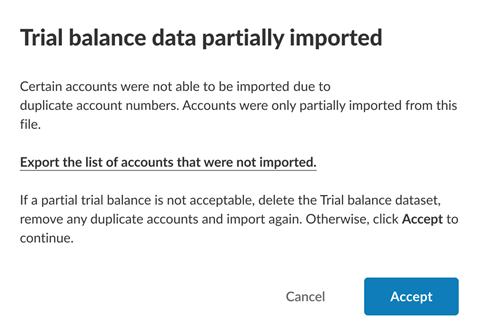 Trial balance data partially imported
Certain accounts were not able to be imported due to
duplicate account numbers. Accounts were only partially imported from this
file.
Export the list of accounts that were not imported.
If a partial trial balance is not acceptable, delete the Trial balance dataset,
remove any duplicate accounts and import again. Otherwise, click Accept to
continue.
Cancel Accept